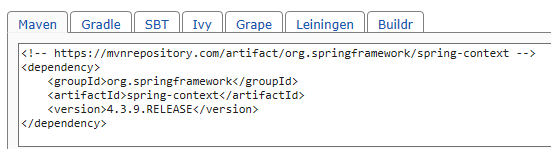 Maven Gradle SBT Ivy Grape Leiningen Buildr
<!-- https://mvnrepository.com/artifact/org.springframework/spring-context -->
<dependency>
    <groupId>org.springframework</groupId>
    <artifactId>spring-context</artifactId>
    <version>4.3.9.RELEASE</version>
</dependency>